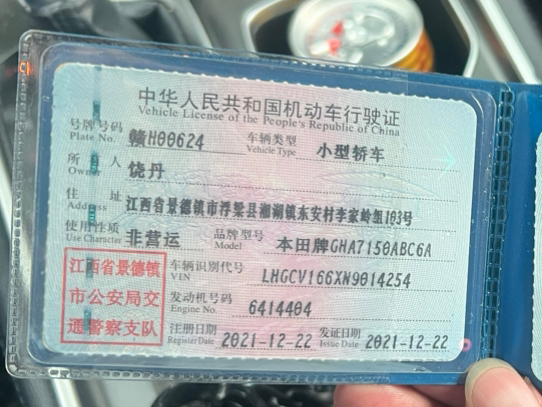 中华人民共和国机动车行驶证
Vehicle License of the People's Republic of China
号牌号码 Plate No. 赣H00624 车辆类型 Vehicle Type 小型轿车
所有人 Owner 饶丹
住址 Address 江西省景德镇市浮梁县湘湖镇东安村李家岭组103号
使用性质 Use Character 非营运 品牌型号 Model 本田牌GHA7150ABC6A
江西省景德镇
市公安局交
通警察支队
车辆识别代号 VIN LHGCV166XN9014254
发动机号码 Engine No. 6414404
注册日期 Register Date 2021-12-22 发证日期 Issue Date 2021-12-22